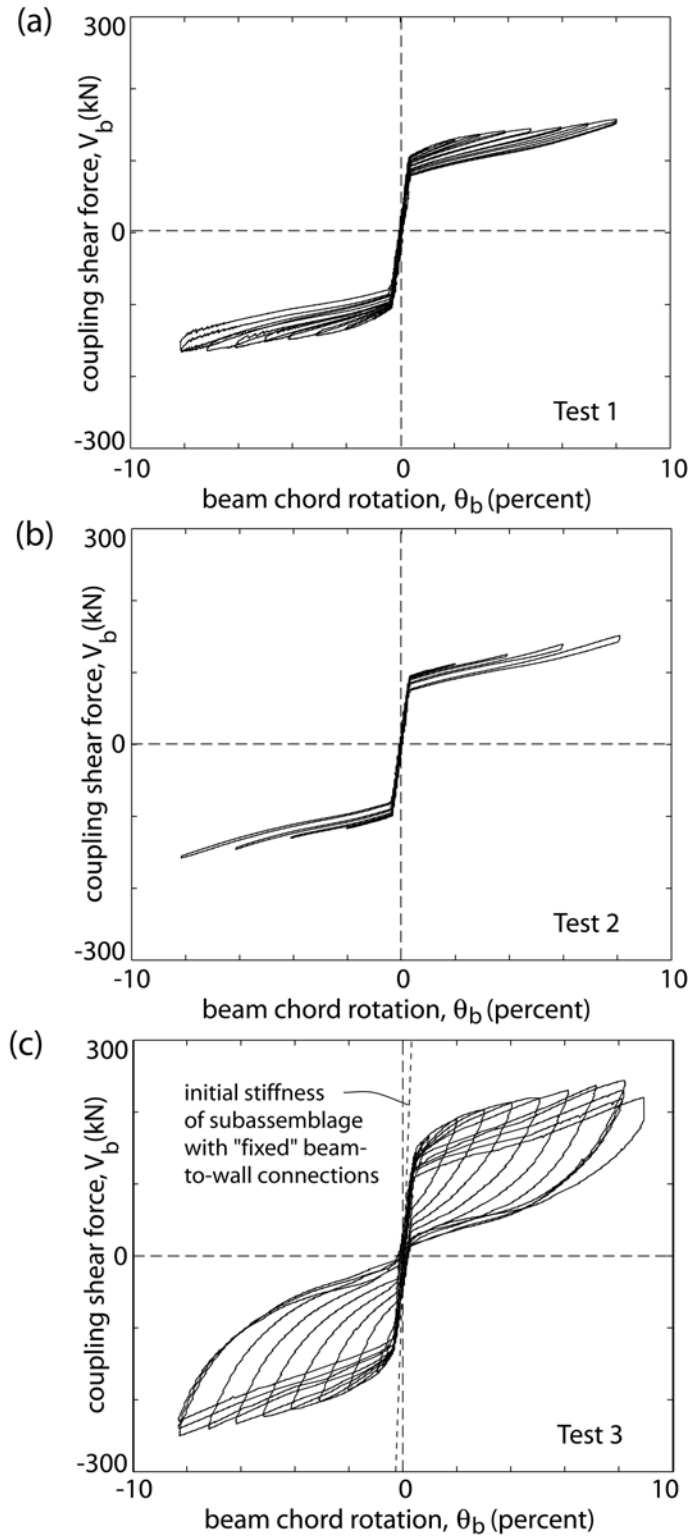 (a)
300
coupling shear force, V_b(kN)
0
-300
Test 1
-10
0
10
beam chord rotation, θ_b (percent)
(b)
300
coupling shear force, V_b(kN)
0
-300
Test 2
-10
0
10
beam chord rotation, θ_b (percent)
(c)
300
initial stiffness
of subassemblage
with "fixed" beam-
to-wall connections
coupling shear force, V_b(kN)
0
-300
Test 3
-10
0
10
beam chord rotation, θ_b (percent)